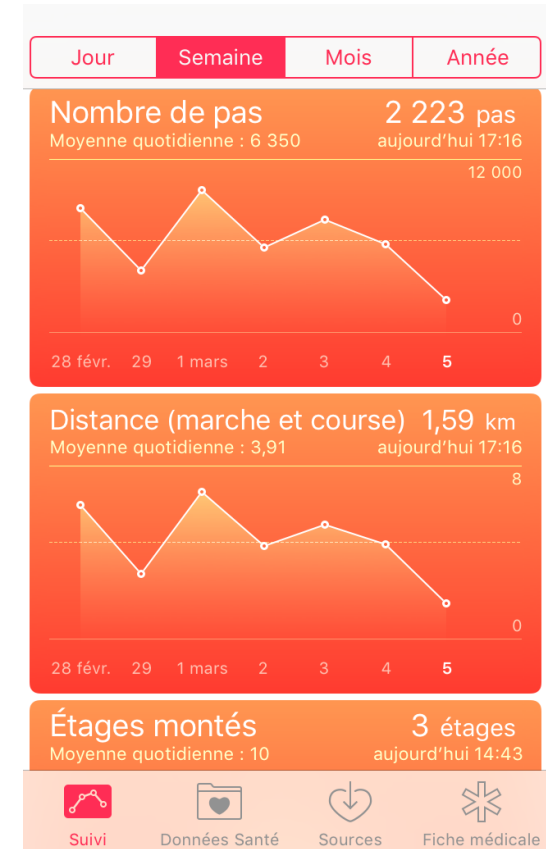 Jour Semaine Mois Année
Nombre de pas 2 223 pas
Moyenne quotidienne : 6 350 aujourd’hui 17:16
12 000
0
28 févr. 29 1 mars 2 3 4 5
Distance (marche et course) 1,59 km
Moyenne quotidienne : 3,91 aujourd’hui 17:16
8
0
28 févr. 29 1 mars 2 3 4 5
Étages montés 3 étages
Moyenne quotidienne : 10 aujourd’hui 14:43
Suivi Données Santé Sources Fiche médicale